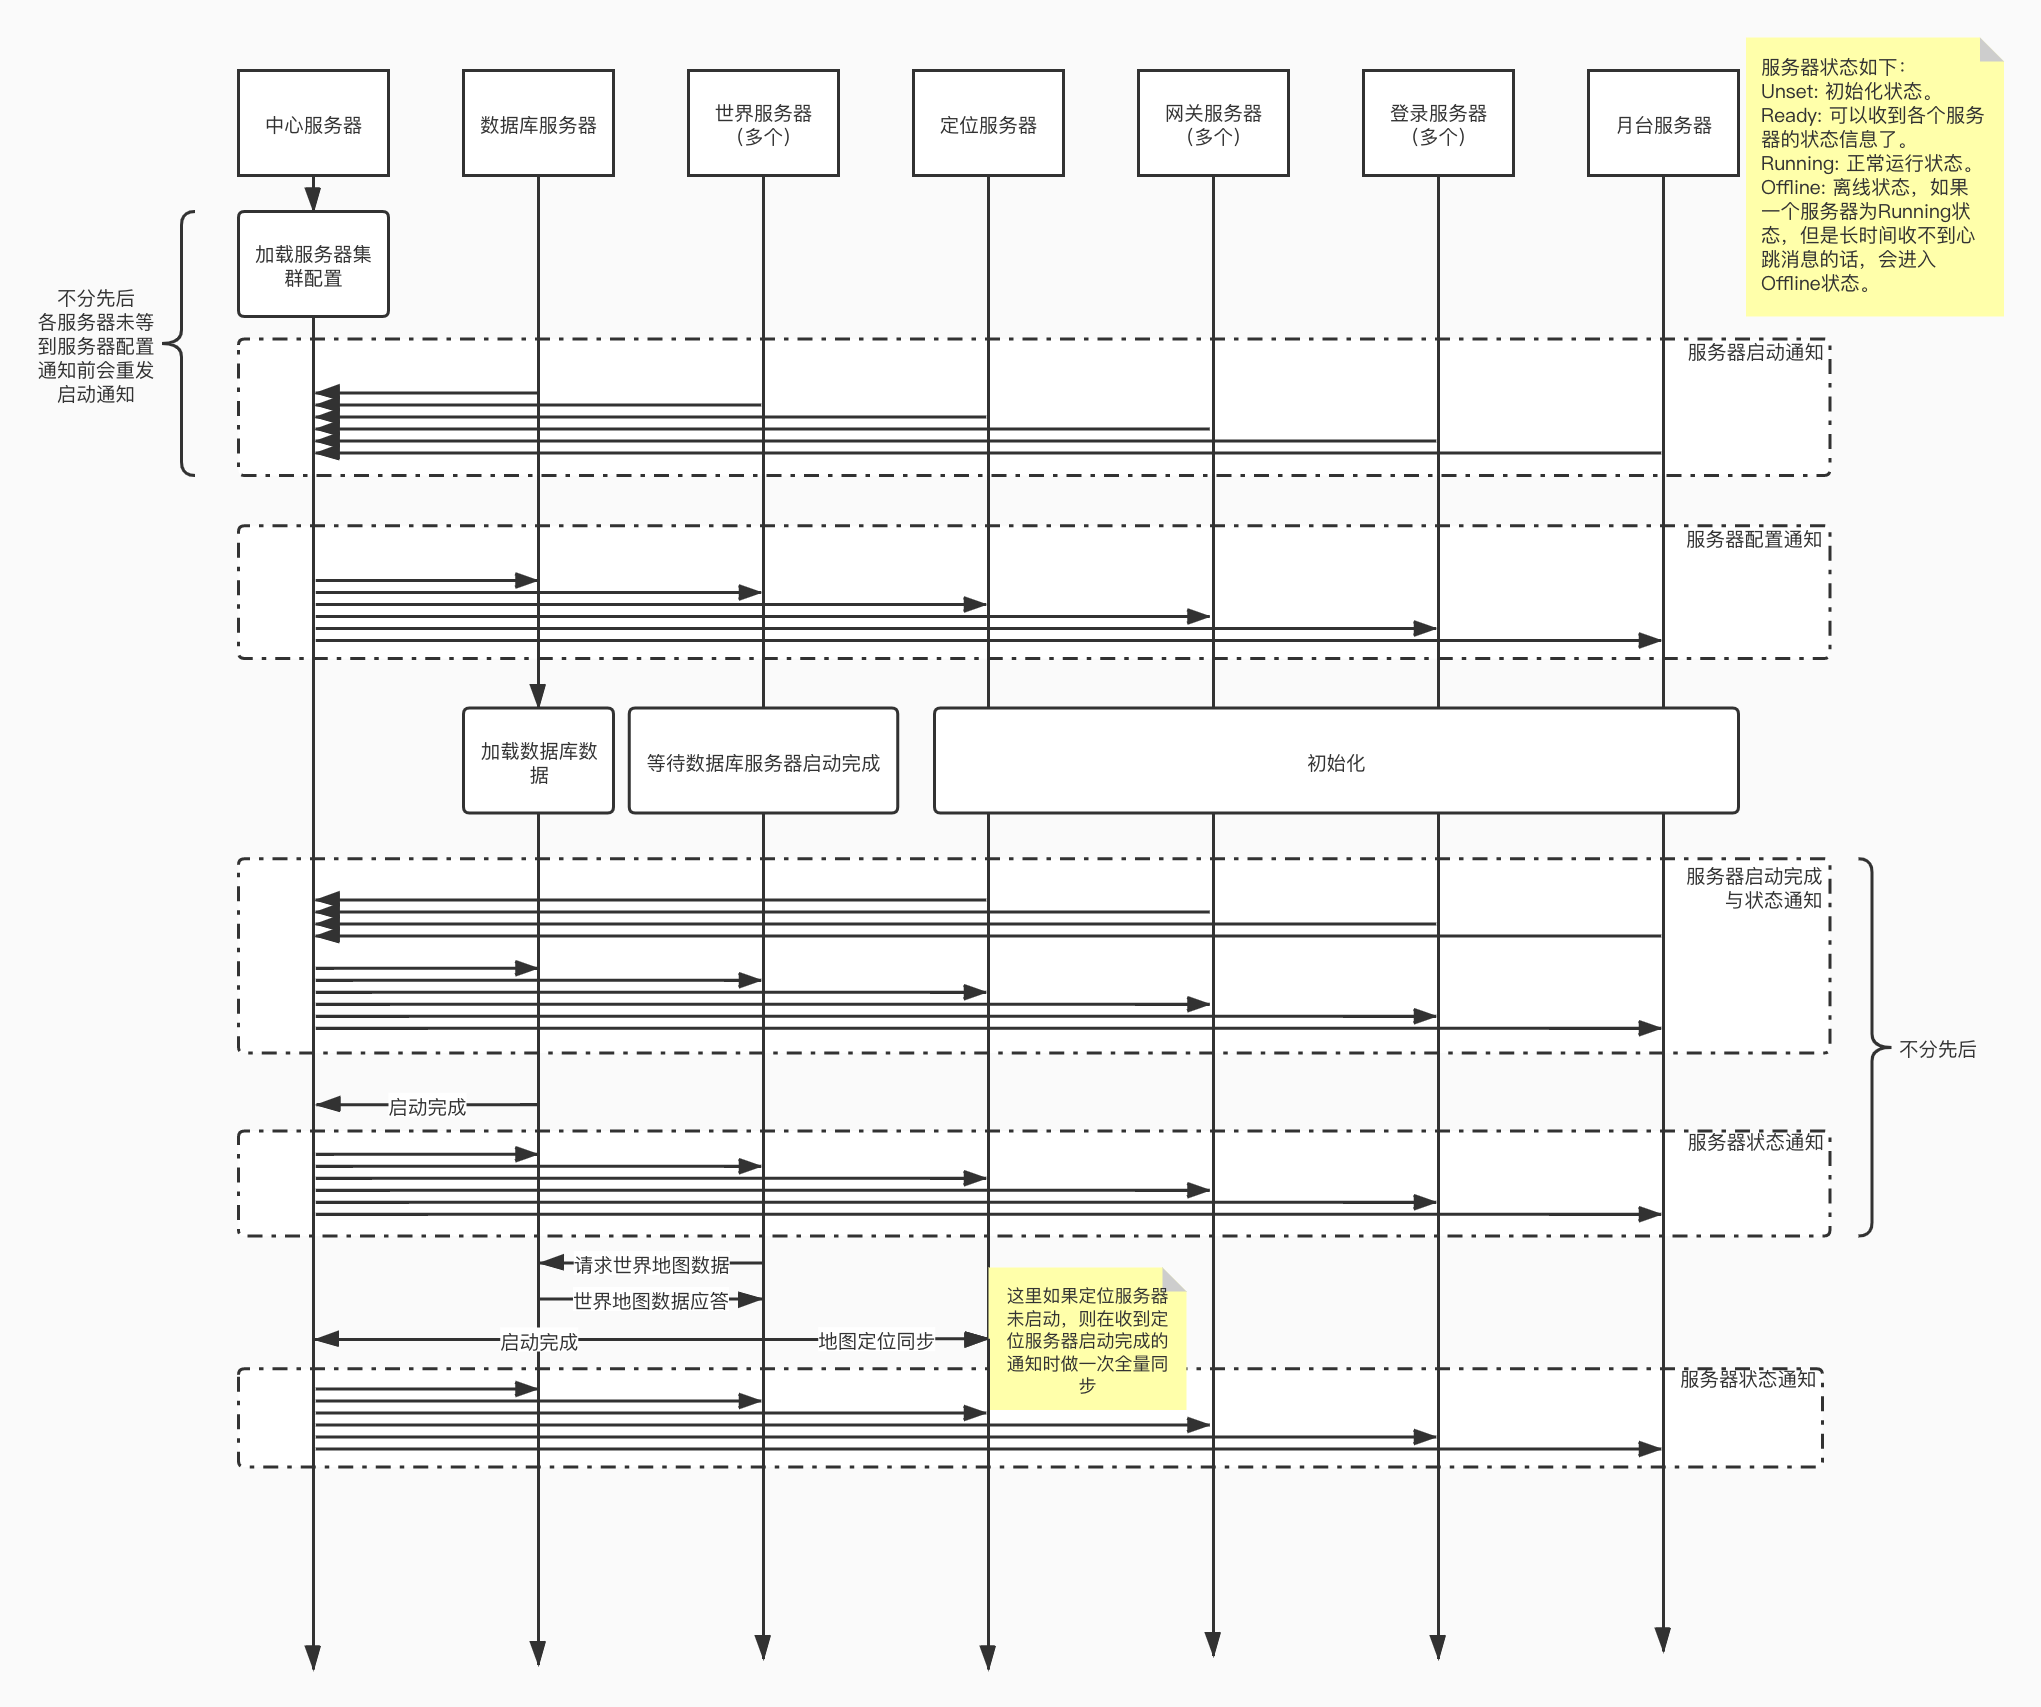 中心服务器
数据库服务器
世界服务器
（多个）
定位服务器
网关服务器
（多个）
登录服务器
（多个）
月台服务器
服务器状态如下：
Unset: 初始化状态。
Ready: 可以收到各个服务
器的状态信息了。
Running: 正常运行状态。
Offline: 离线状态，如果
一个服务器为Running状
态，但是长时间收不到心
跳消息的话，会进入
Offline状态。
加载服务器集
群配置
不分先后
各服务器未等
到服务器配置
通知前会重发
启动通知
服务器启动通知
服务器配置通知
加载数据库数
据
等待数据库服务器启动完成
初始化
服务器启动完成
与状态通知
不分先后
启动完成
服务器状态通知
请求世界地图数据
世界地图数据应答
启动完成
地图定位同步
这里如果定位服务器
未启动，则在收到定
位服务器启动完成的
通知时做一次全量同
步
服务器状态通知